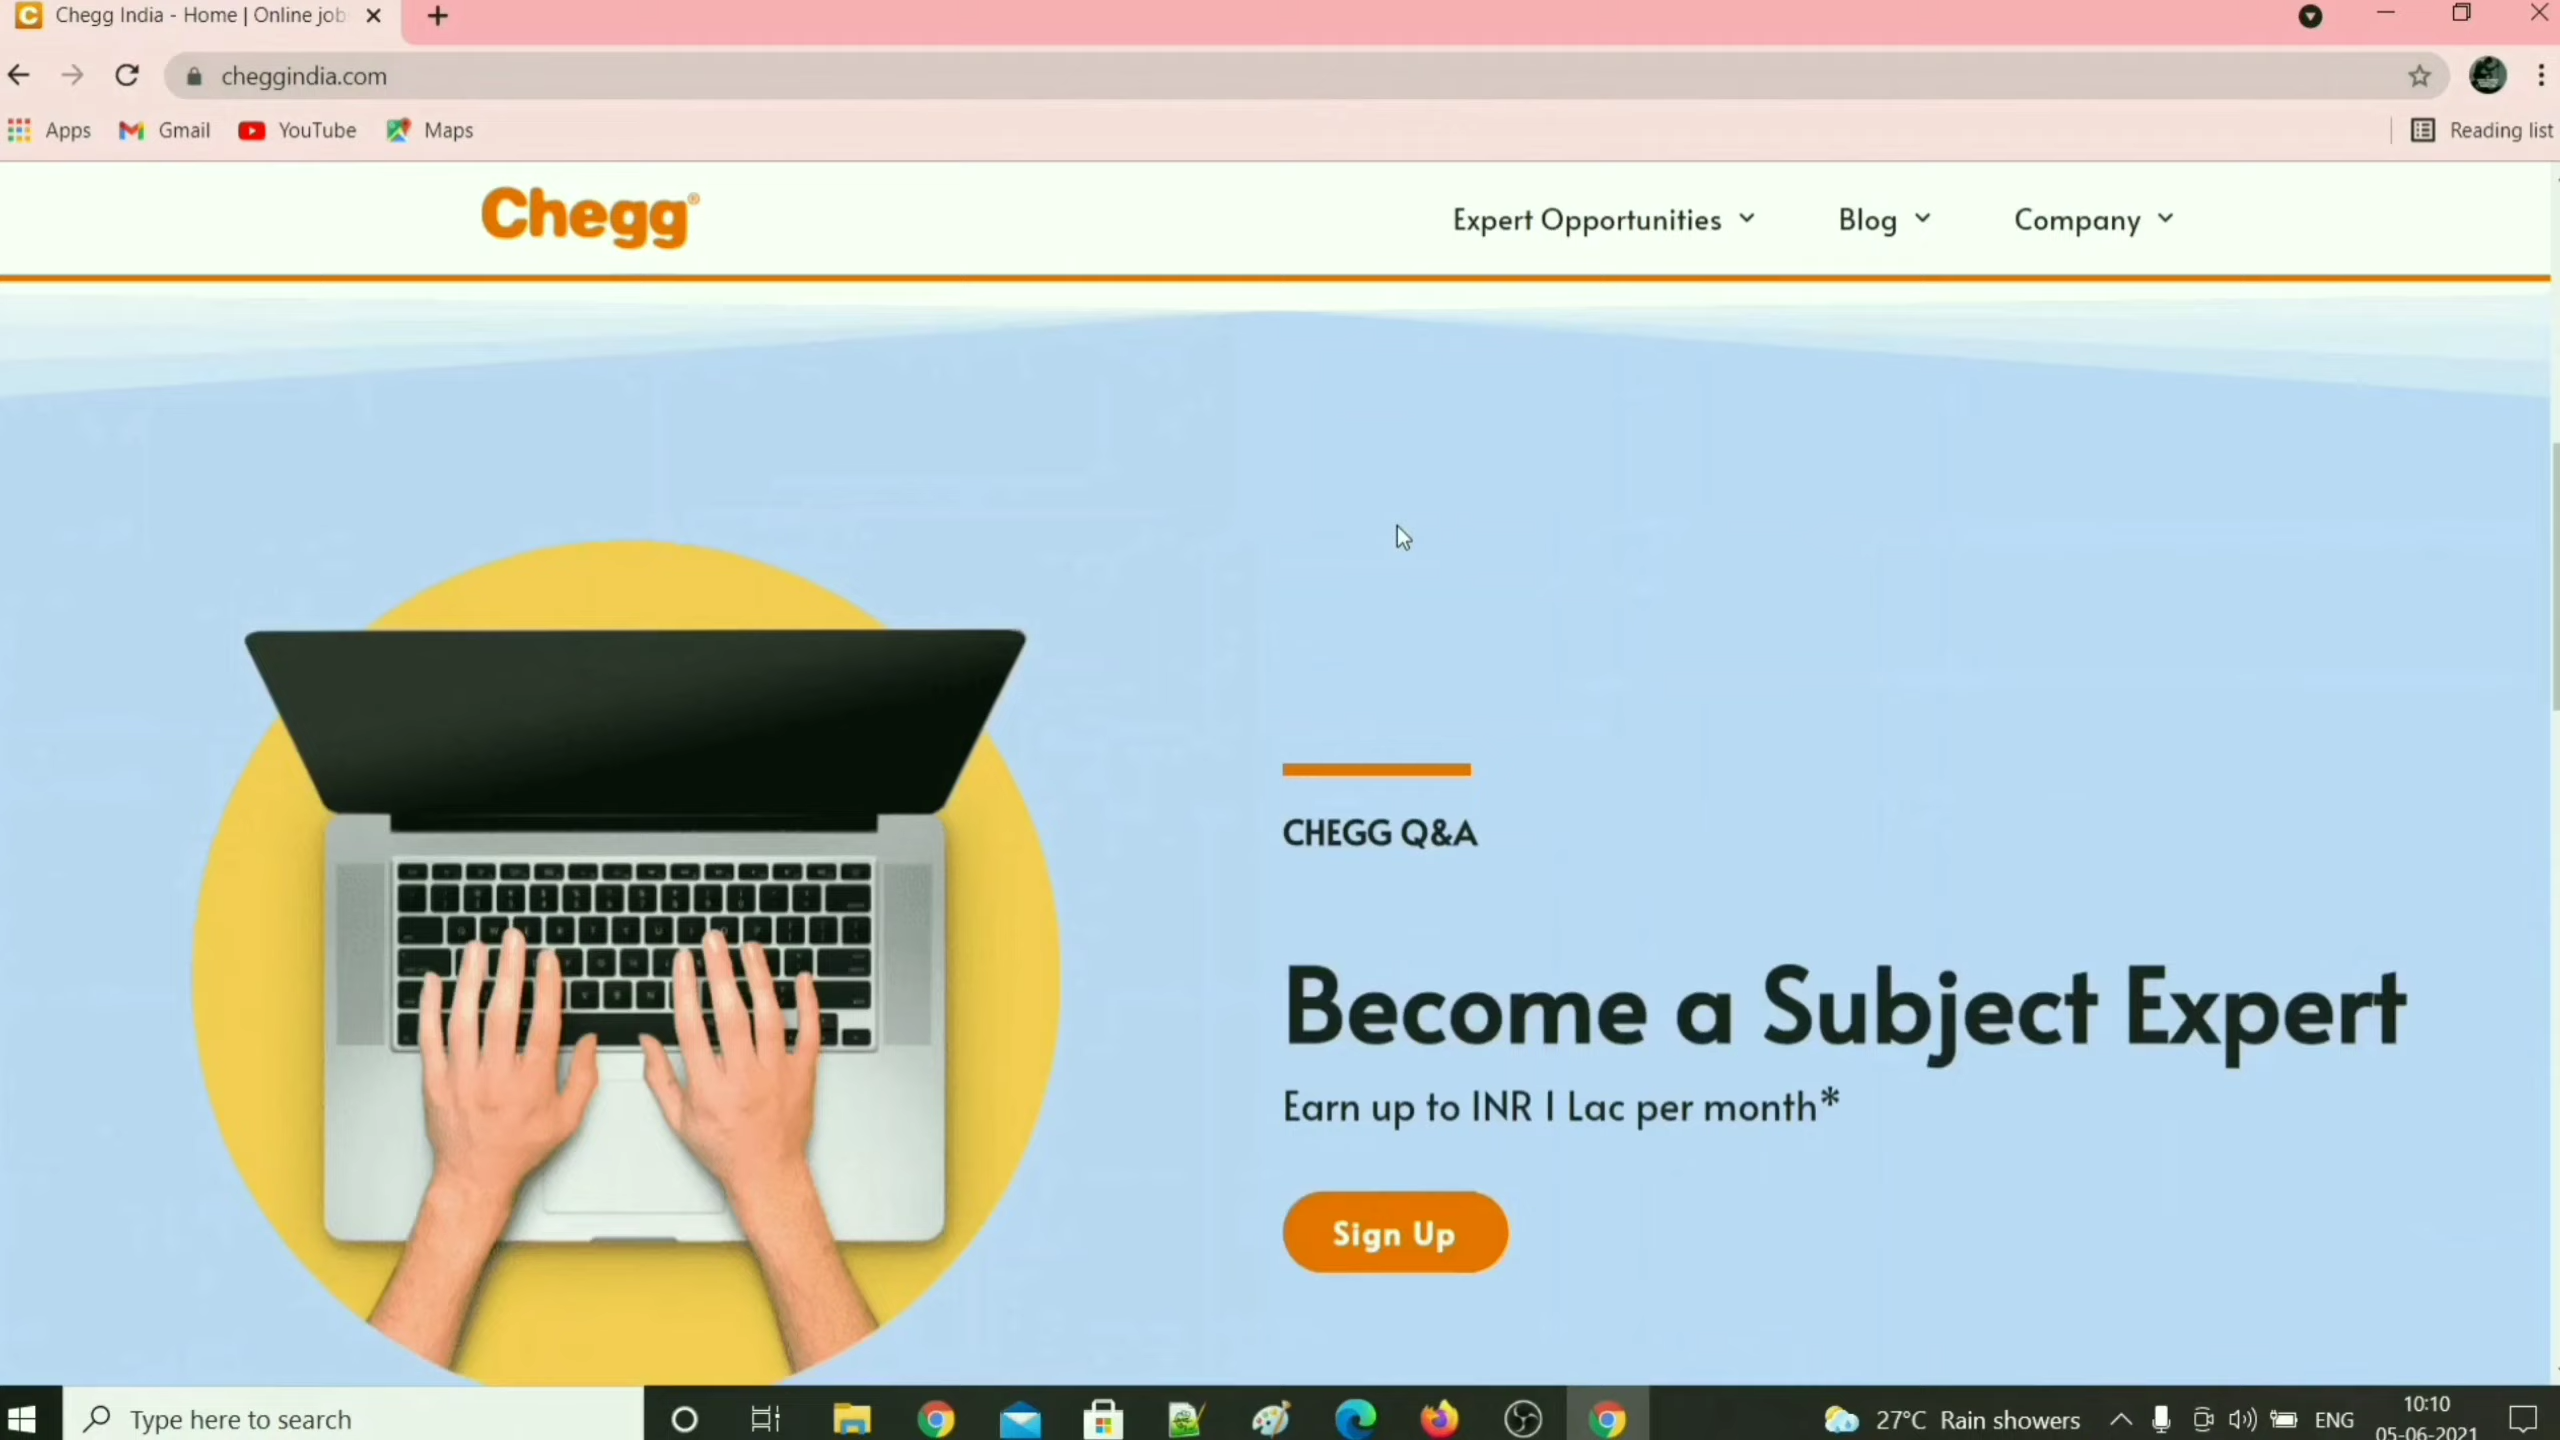 Chegg India - Home | Online job
cheggindia.com
Apps Gmail YouTube Maps Reading list
Chegg®
Expert Opportunities Blog Company
CHEGG Q&A
Become a Subject Expert
Earn up to INR 1 Lac per month*
Sign Up
Type here to search
27°C Rain showers ENG
10:10
05-06-2021